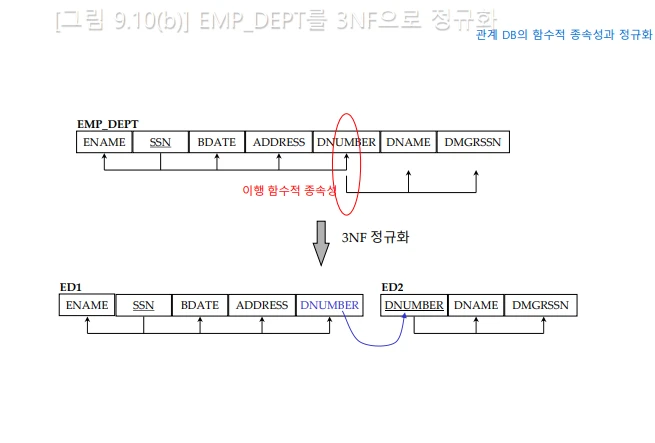 [그림 9.10(b)] EMP_DEPT를 3NF으로 정규화
관계 DB의 함수적 종속성과 정규화
EMP_DEPT
ENAME SSN BDATE ADDRESS DNUMBER DNAME DMGRSSN
이행 함수적 종속성
3NF 정규화
ED1 ED2
ENAME SSN BDATE ADDRESS DNUMBER DNUMBER DNAME DMGRSSN